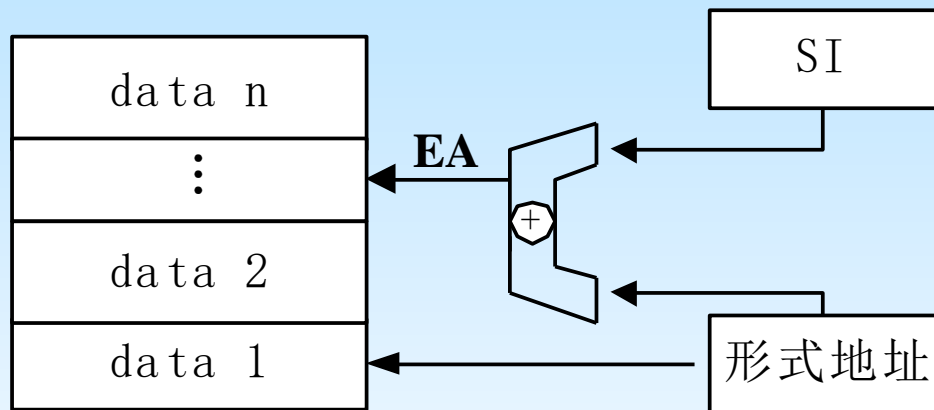 data n
⋮
data 2
data 1
EA
+
SI
形式地址